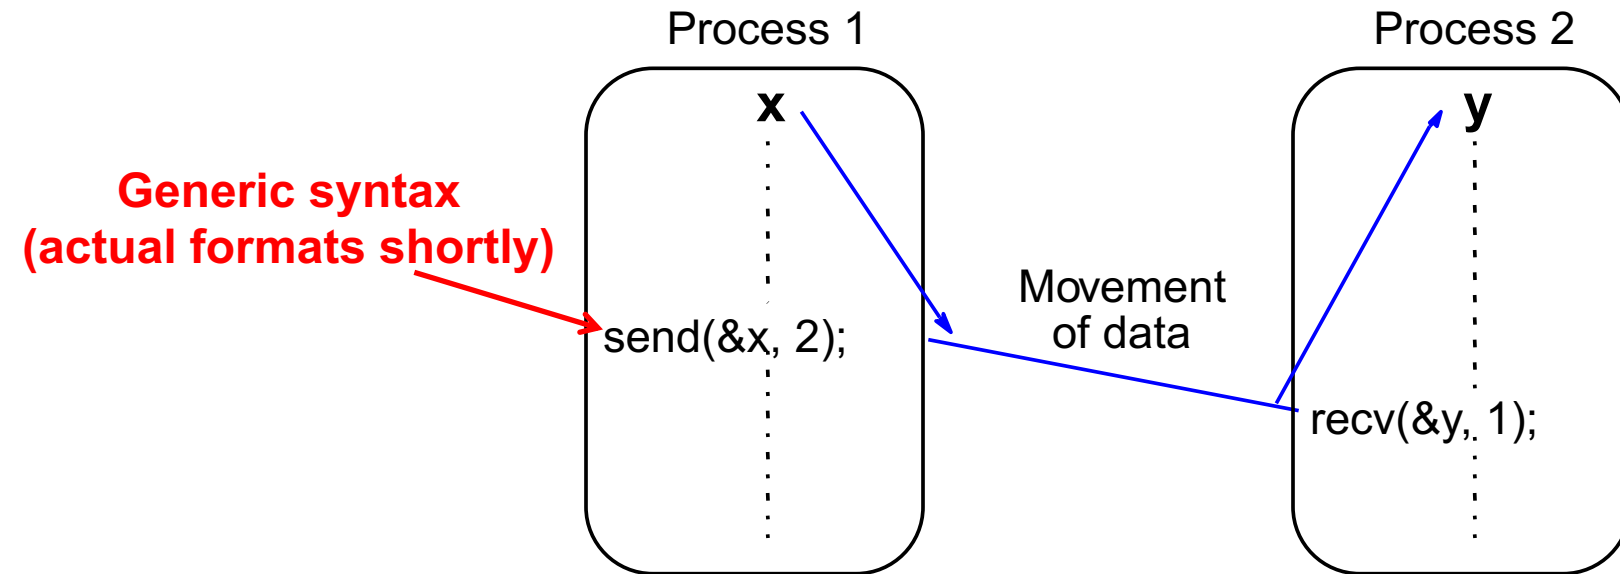 Process 1
Process 2
x
y
Generic syntax
(actual formats shortly)
Movement
of data
send(&x, 2);
recv(&y, 1);